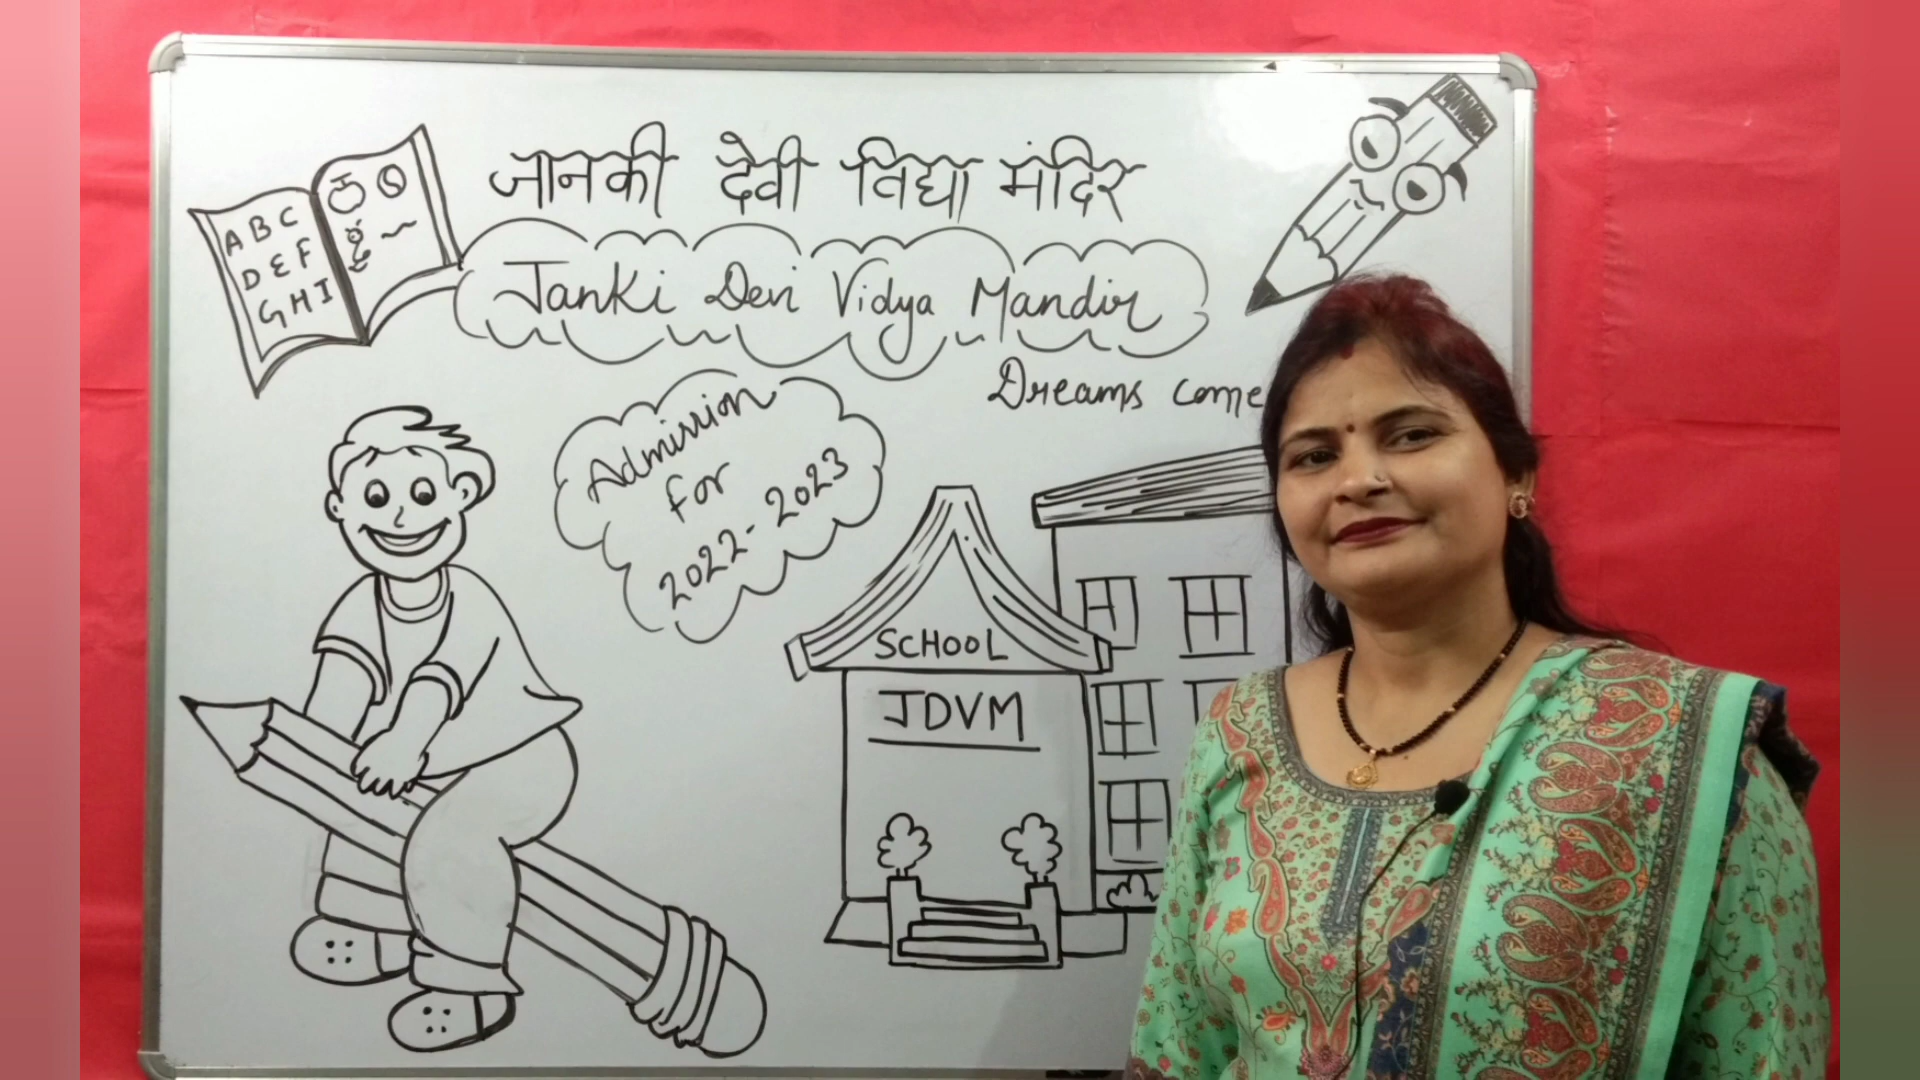 जानकी देवी विद्या मंदिर
Janki Devi Vidya Mandir
Dreams come
Admission
For
2022-2023
A B C
D E F
G H I
SCHOOL
JDVM